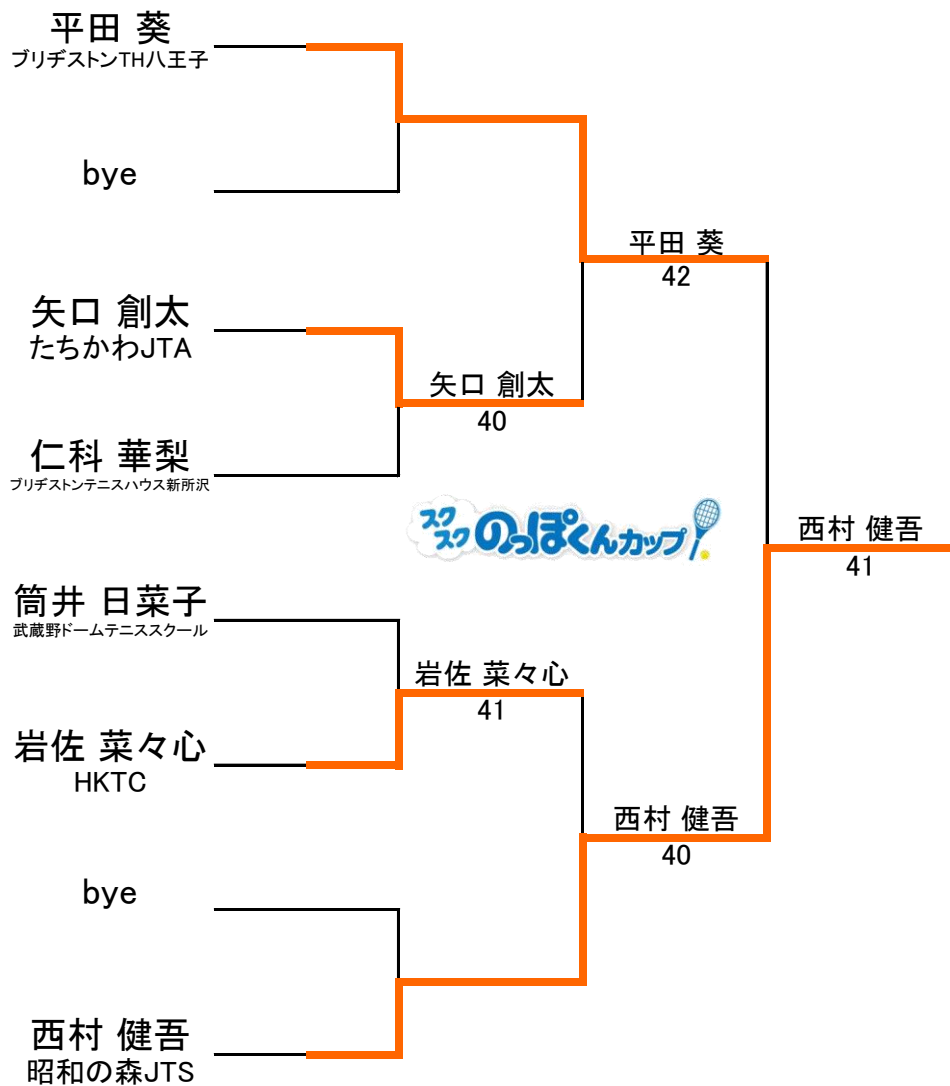 平田 葵
ブリヂストンTH八王子
bye
平田 葵
42
矢口 創太
たちかわJTA
矢口 創太
40
仁科 華梨
ブリヂストンテニスハウス新所沢
スク
スク のっぽくんカップ
西村 健吾
41
筒井 日菜子
武蔵野ドームテニススクール
岩佐 菜々心
41
岩佐 菜々心
HKTC
西村 健吾
40
bye
西村 健吾
昭和の森JTS